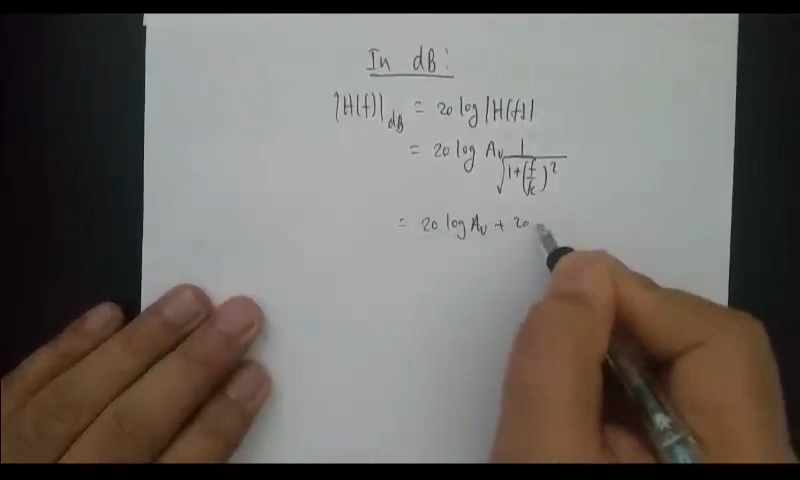 In dB:
|H(f)|dB = 20 log |H(f)|
= 20 log Av 1/√(1+(f/fc)²)
= 20 log Av + 20